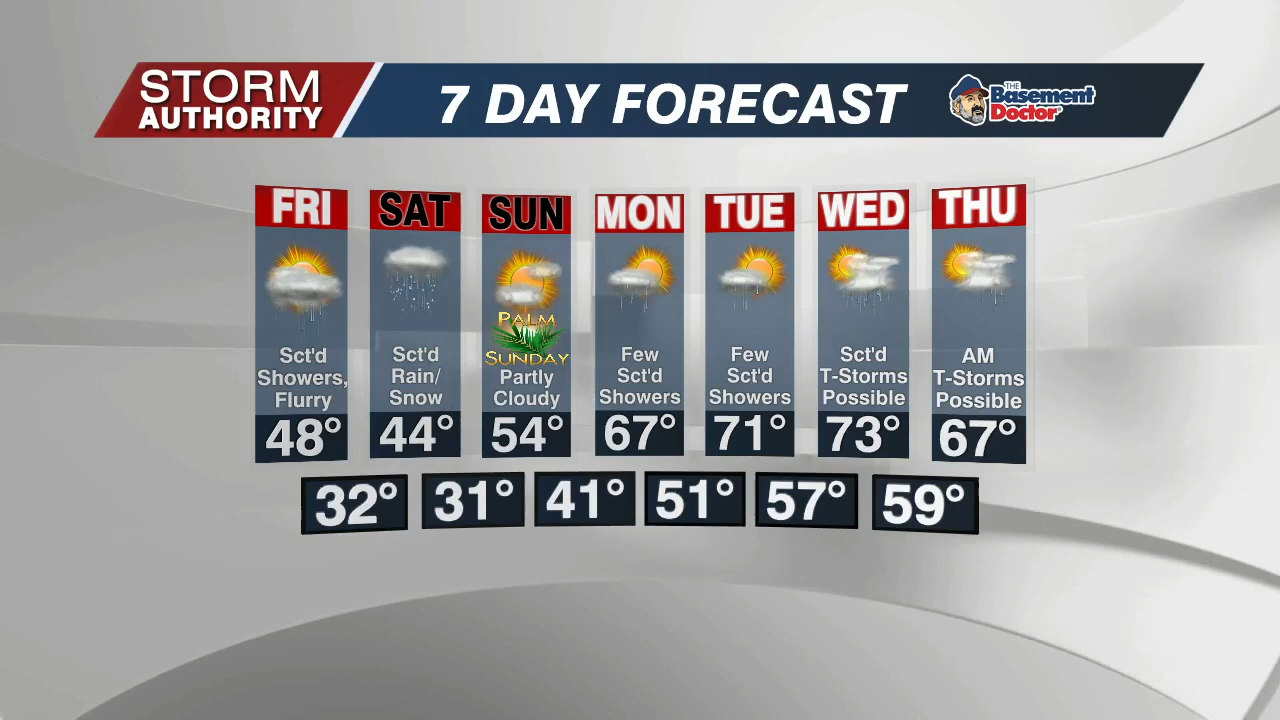 STORM
AUTHORITY
7 DAY FORECAST
THE
Basement
Doctor
FRI
Sct'd
Showers,
Flurry
48°
SAT
Sct'd
Rain/
Snow
44°
SUN
PALM
SUNDAY
Partly
Cloudy
54°
MON
Few
Sct'd
Showers
67°
TUE
Few
Sct'd
Showers
71°
WED
Sct'd
T-Storms
Possible
73°
THU
AM
T-Storms
Possible
67°
32°
31°
41°
51°
57°
59°